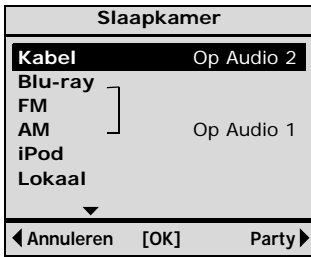 Slaapkamer
Kabel Op Audio 2
Blu-ray
FM
AM Op Audio 1
iPod
Lokaal
Annuleren [OK] Party